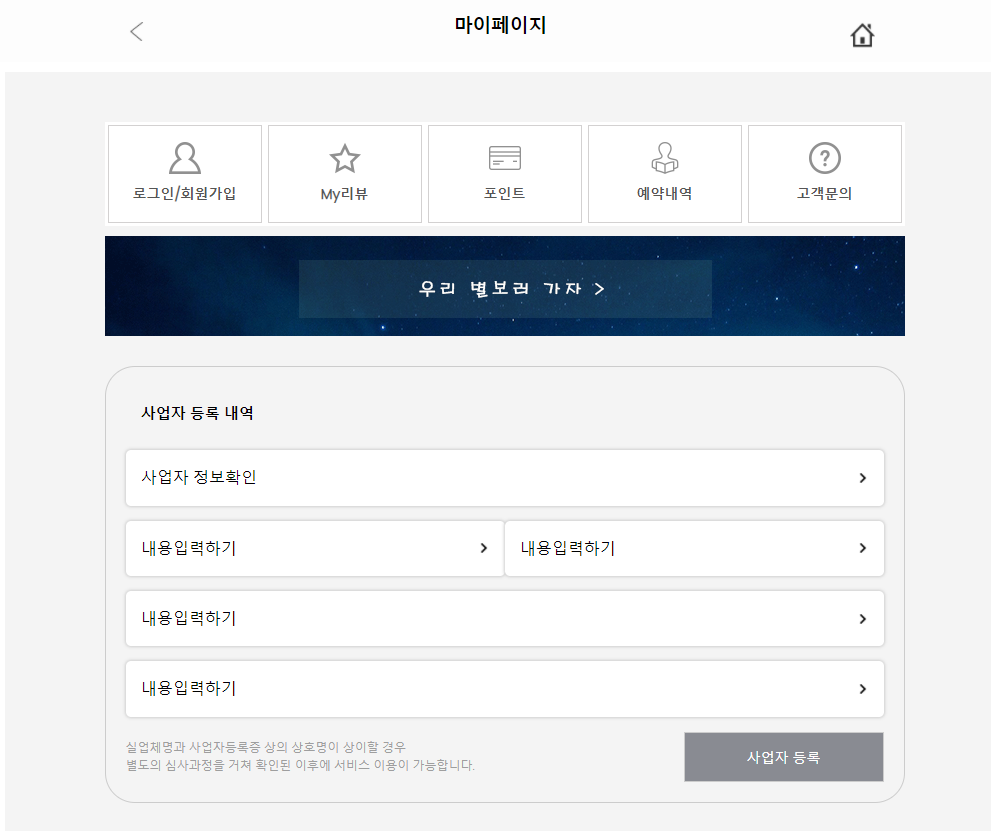 마이페이지
로그인/회원가입
My리뷰
포인트
예약내역
고객문의
우리 별보러 가자 >
사업자 등록 내역
사업자 정보확인
내용입력하기
내용입력하기
내용입력하기
내용입력하기
실업체명과 사업자등록증 상의 상호명이 상이할 경우
별도의 심사과정을 거쳐 확인된 이후에 서비스 이용이 가능합니다.
사업자 등록